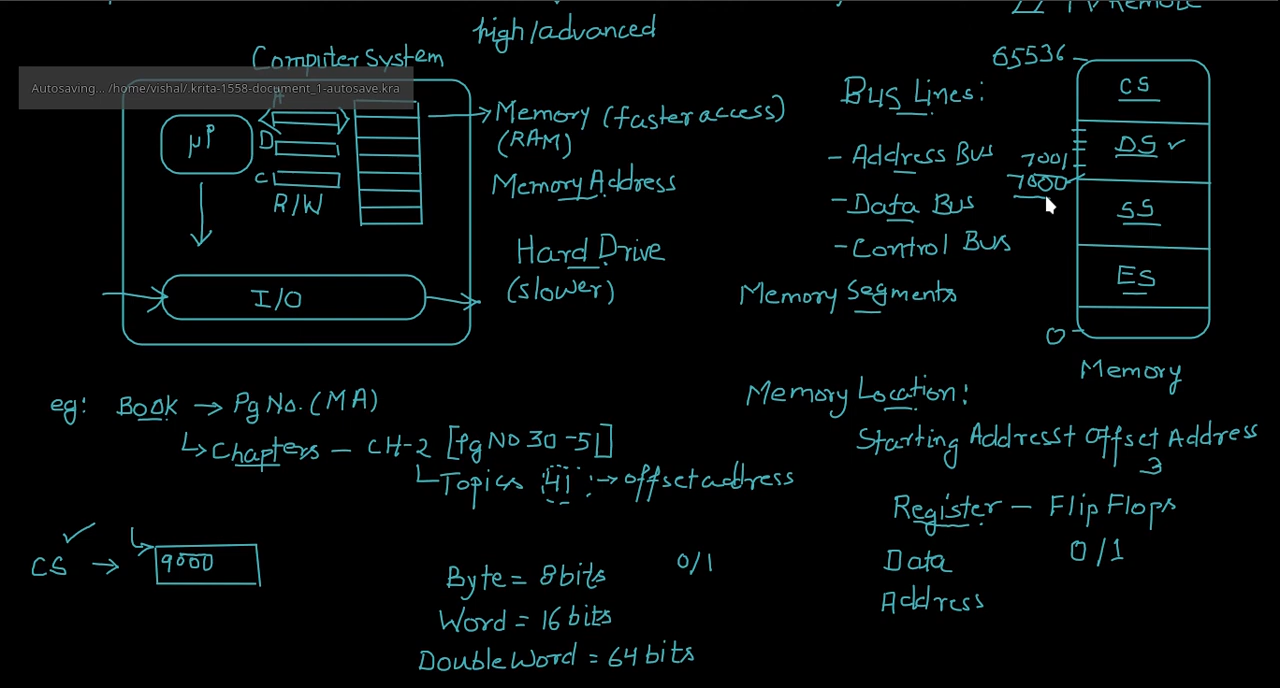 II TV Remote
high/advanced
Computer System
65536
Autosaving... /home/vishal/.krita-1558-document_1-autosave.kra
A
μP
D
C
R/W
I/O
Memory (faster access)
(RAM)
Memory Address
Hard Drive
(slower)
Bus Lines:
- Address Bus
- Data Bus
- Control Bus
Memory Segments
CS
DS ✓
7001
7000
SS
ES
0
Memory
eg: Book → Pg No. (MA)
↳ Chapters — CH-2 [Pg NO 30-51]
Topics 41 → offset address
Memory Location:
Starting Address + Offset Address
3
Register — Flip Flops
Data
0/1
Address
CS → 9000
Byte = 8 bits
0/1
Word = 16 bits
Double Word = 64 bits